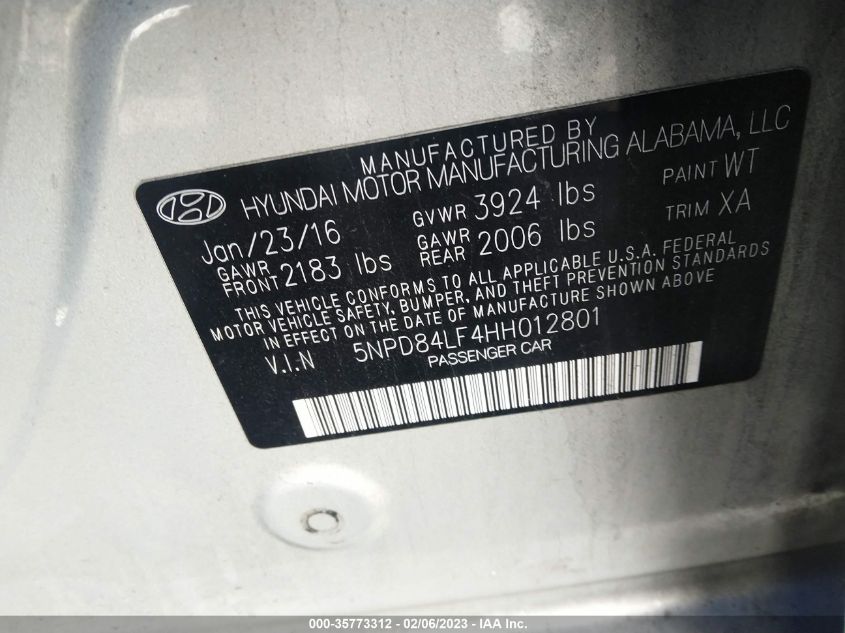 MANUFACTURED BY
HYUNDAI MOTOR MANUFACTURING ALABAMA, LLC
Jan/23/16 GVWR 3924 lbs PAINT WT
GAWR FRONT 2183 lbs GAWR REAR 2006 lbs TRIM XA
THIS VEHICLE CONFORMS TO ALL APPLICABLE U.S.A. FEDERAL
MOTOR VEHICLE SAFETY, BUMPER, AND THEFT PREVENTION STANDARDS
IN EFFECT ON THE DATE OF MANUFACTURE SHOWN ABOVE
V.I.N 5NPD84LF4HH012801
PASSENGER CAR
000-35773312 - 02/06/2023 - IAA Inc.